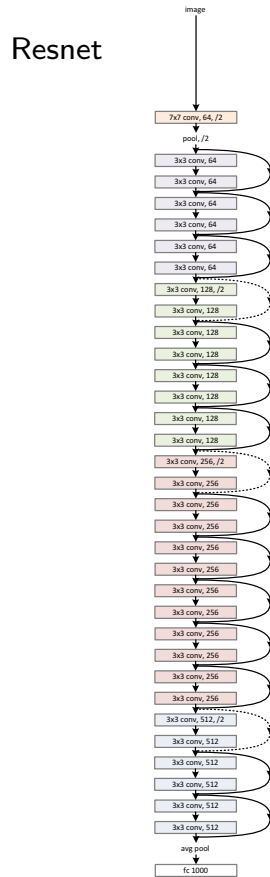 Resnet
image
7x7 conv, 64, /2
pool, /2
3x3 conv, 64
3x3 conv, 64
3x3 conv, 64
3x3 conv, 64
3x3 conv, 64
3x3 conv, 64
3x3 conv, 128, /2
3x3 conv, 128
3x3 conv, 128
3x3 conv, 128
3x3 conv, 128
3x3 conv, 128
3x3 conv, 128
3x3 conv, 128
3x3 conv, 256, /2
3x3 conv, 256
3x3 conv, 256
3x3 conv, 256
3x3 conv, 256
3x3 conv, 256
3x3 conv, 256
3x3 conv, 256
3x3 conv, 256
3x3 conv, 256
3x3 conv, 256
3x3 conv, 256
3x3 conv, 512, /2
3x3 conv, 512
3x3 conv, 512
3x3 conv, 512
3x3 conv, 512
3x3 conv, 512
avg pool
fc 1000